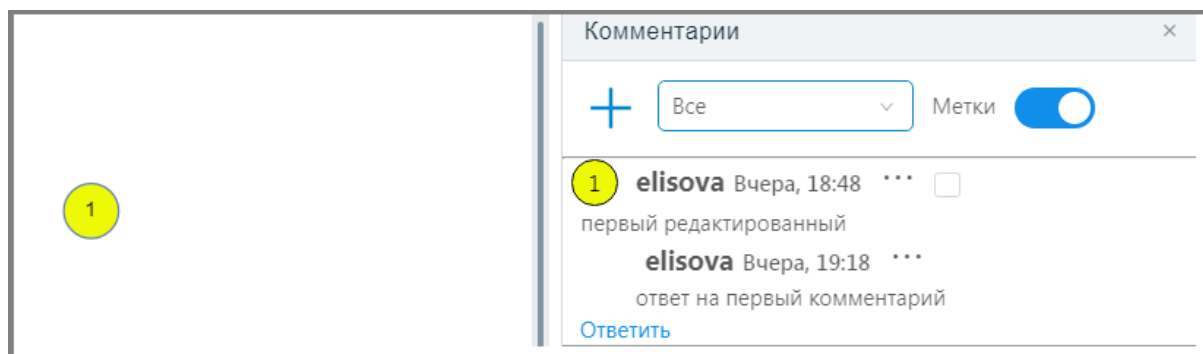 Комментарии ×
Все Метки
1 elisova Вчера, 18:48 ...
1
первый редактированный
elisova Вчера, 19:18 ...
ответ на первый комментарий
Ответить